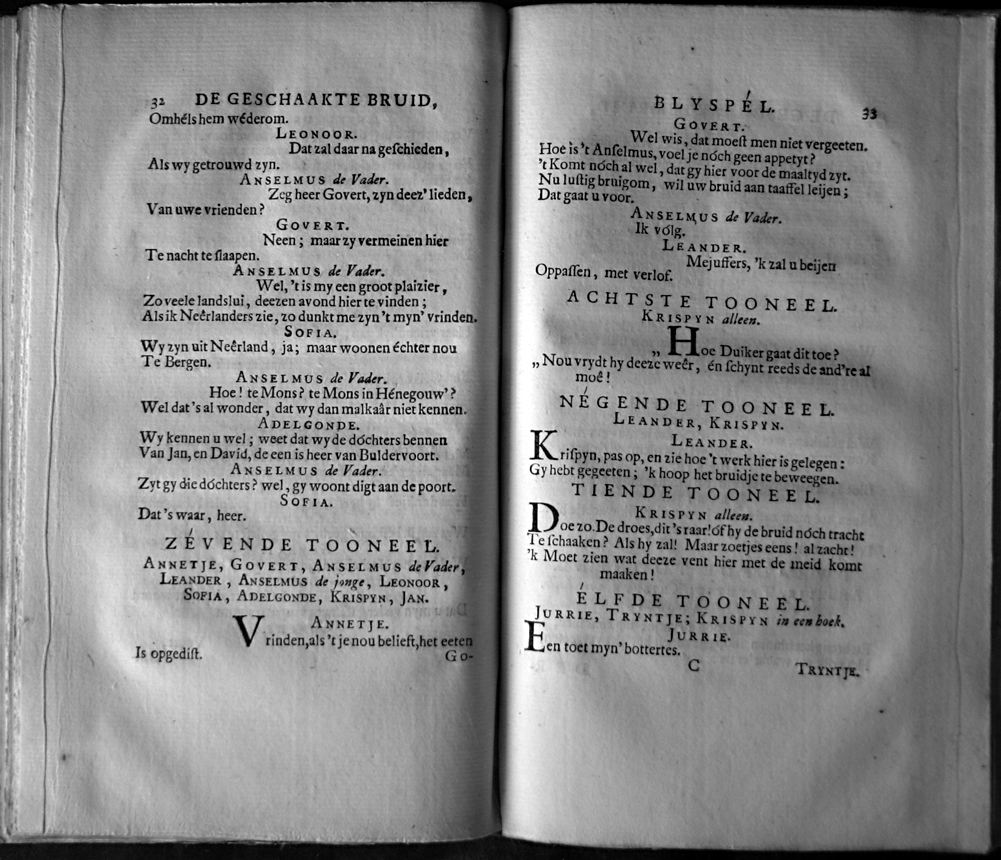 32 DE GESCHAAKTE BRUID,
Omhéls hem wéderom.
LEONOOR.
Dat zal daar na geſchieden,
Als wy getrouwd zyn.
ANSELMUS de Vader.
Zeg heer Govert, zyn deez' lieden,
Van uwe vrienden?
GOVERT.
Neen; maar zy vermeinen hier
Te nacht te ſlaapen.
ANSELMUS de Vader.
Wel, 't is my een groot plaizier,
Zo veele landslui, deezen avond hier te vinden;
Als ik Neêrlanders zie, zo dunkt me zyn 't myn' vrinden.
SOFIA.
Wy zyn uit Neêrland, ja; maar woonen échter nou
Te Bergen.
ANSELMUS de Vader.
Hoe! te Mons? te Mons in Hénegouw'?
Wel dat's al wonder, dat wy dan malkaâr niet kennen.
ADELGONDE.
Wy kennen u wel; weet dat wy de dóchters bennen
Van Jan, en David, de een is heer van Buldervoort.
ANSELMUS de Vader.
Zyt gy die dóchters? wel, gy woont digt aan de poort.
SOFIA.
Dat's waar, heer.
ZÉVENDE TOONEEL.
ANNETJE, GOVERT, ANSELMUS de Vader,
LEANDER, ANSELMUS de jonge, LEONOOR,
SOFIA, ADELGONDE, KRISPYN, JAN.
ANNETJE.
Vrinden, als 't je nou belieft, het eeten
Is opgediſt.
GO-
BLYSPÉL. 33
GOVERT.
Wel wis, dat moeſt men niet vergeeten.
Hoe is 't Anſelmus, voel je nóch geen appetyt?
't Komt nóch al wel, dat gy hier voor de maaltyd zyt.
Nu luſtig bruigom, wil uw bruid aan taaffel leijen;
Dat gaat u voor.
ANSELMUS de Vader.
Ik vólg.
LEANDER.
Mejuffers, 'k zal u beijen
Oppaſſen, met verlof.
ACHTSTE TOONEEL.
KRISPYN alleen.
„ Hoe Duiker gaat dit toe?
„ Nou vrydt hy deeze weêr, én ſchynt reeds de and're al
moê!
NÉGENDE TOONEEL.
LEANDER, KRISPYN.
LEANDER.
Kriſpyn, pas op, en zie hoe 't werk hier is gelegen:
Gy hebt gegeeten; 'k hoop het bruidje te beweegen.
TIENDE TOONEEL.
KRISPYN alleen.
Doe zo. De droes, dit 's raar! óf hy de bruid nóch tracht
Te ſchaaken? Als hy zal! Maar zoetjes eens! al zacht!
'k Moet zien wat deeze vent hier met de meid komt
maaken!
ÉLFDE TOONEEL.
JURRIE, TRYNTJE; KRISPYN in een hoek.
JURRIE.
Een toet myn' bottertes.
C TRYNTJE.